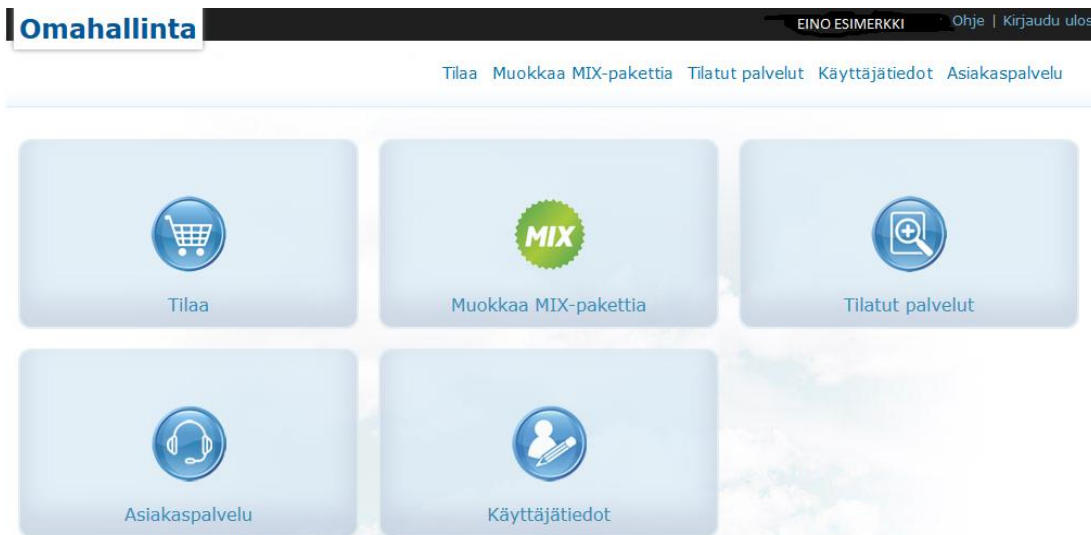 Omahallinta
EINO ESIMERKKI Ohje | Kirjaudu ulos
Tilaa Muokkaa MIX-pakettia Tilatut palvelut Käyttäjätiedot Asiakaspalvelu
MIX
Tilaa Muokkaa MIX-pakettia Tilatut palvelut
Asiakaspalvelu Käyttäjätiedot